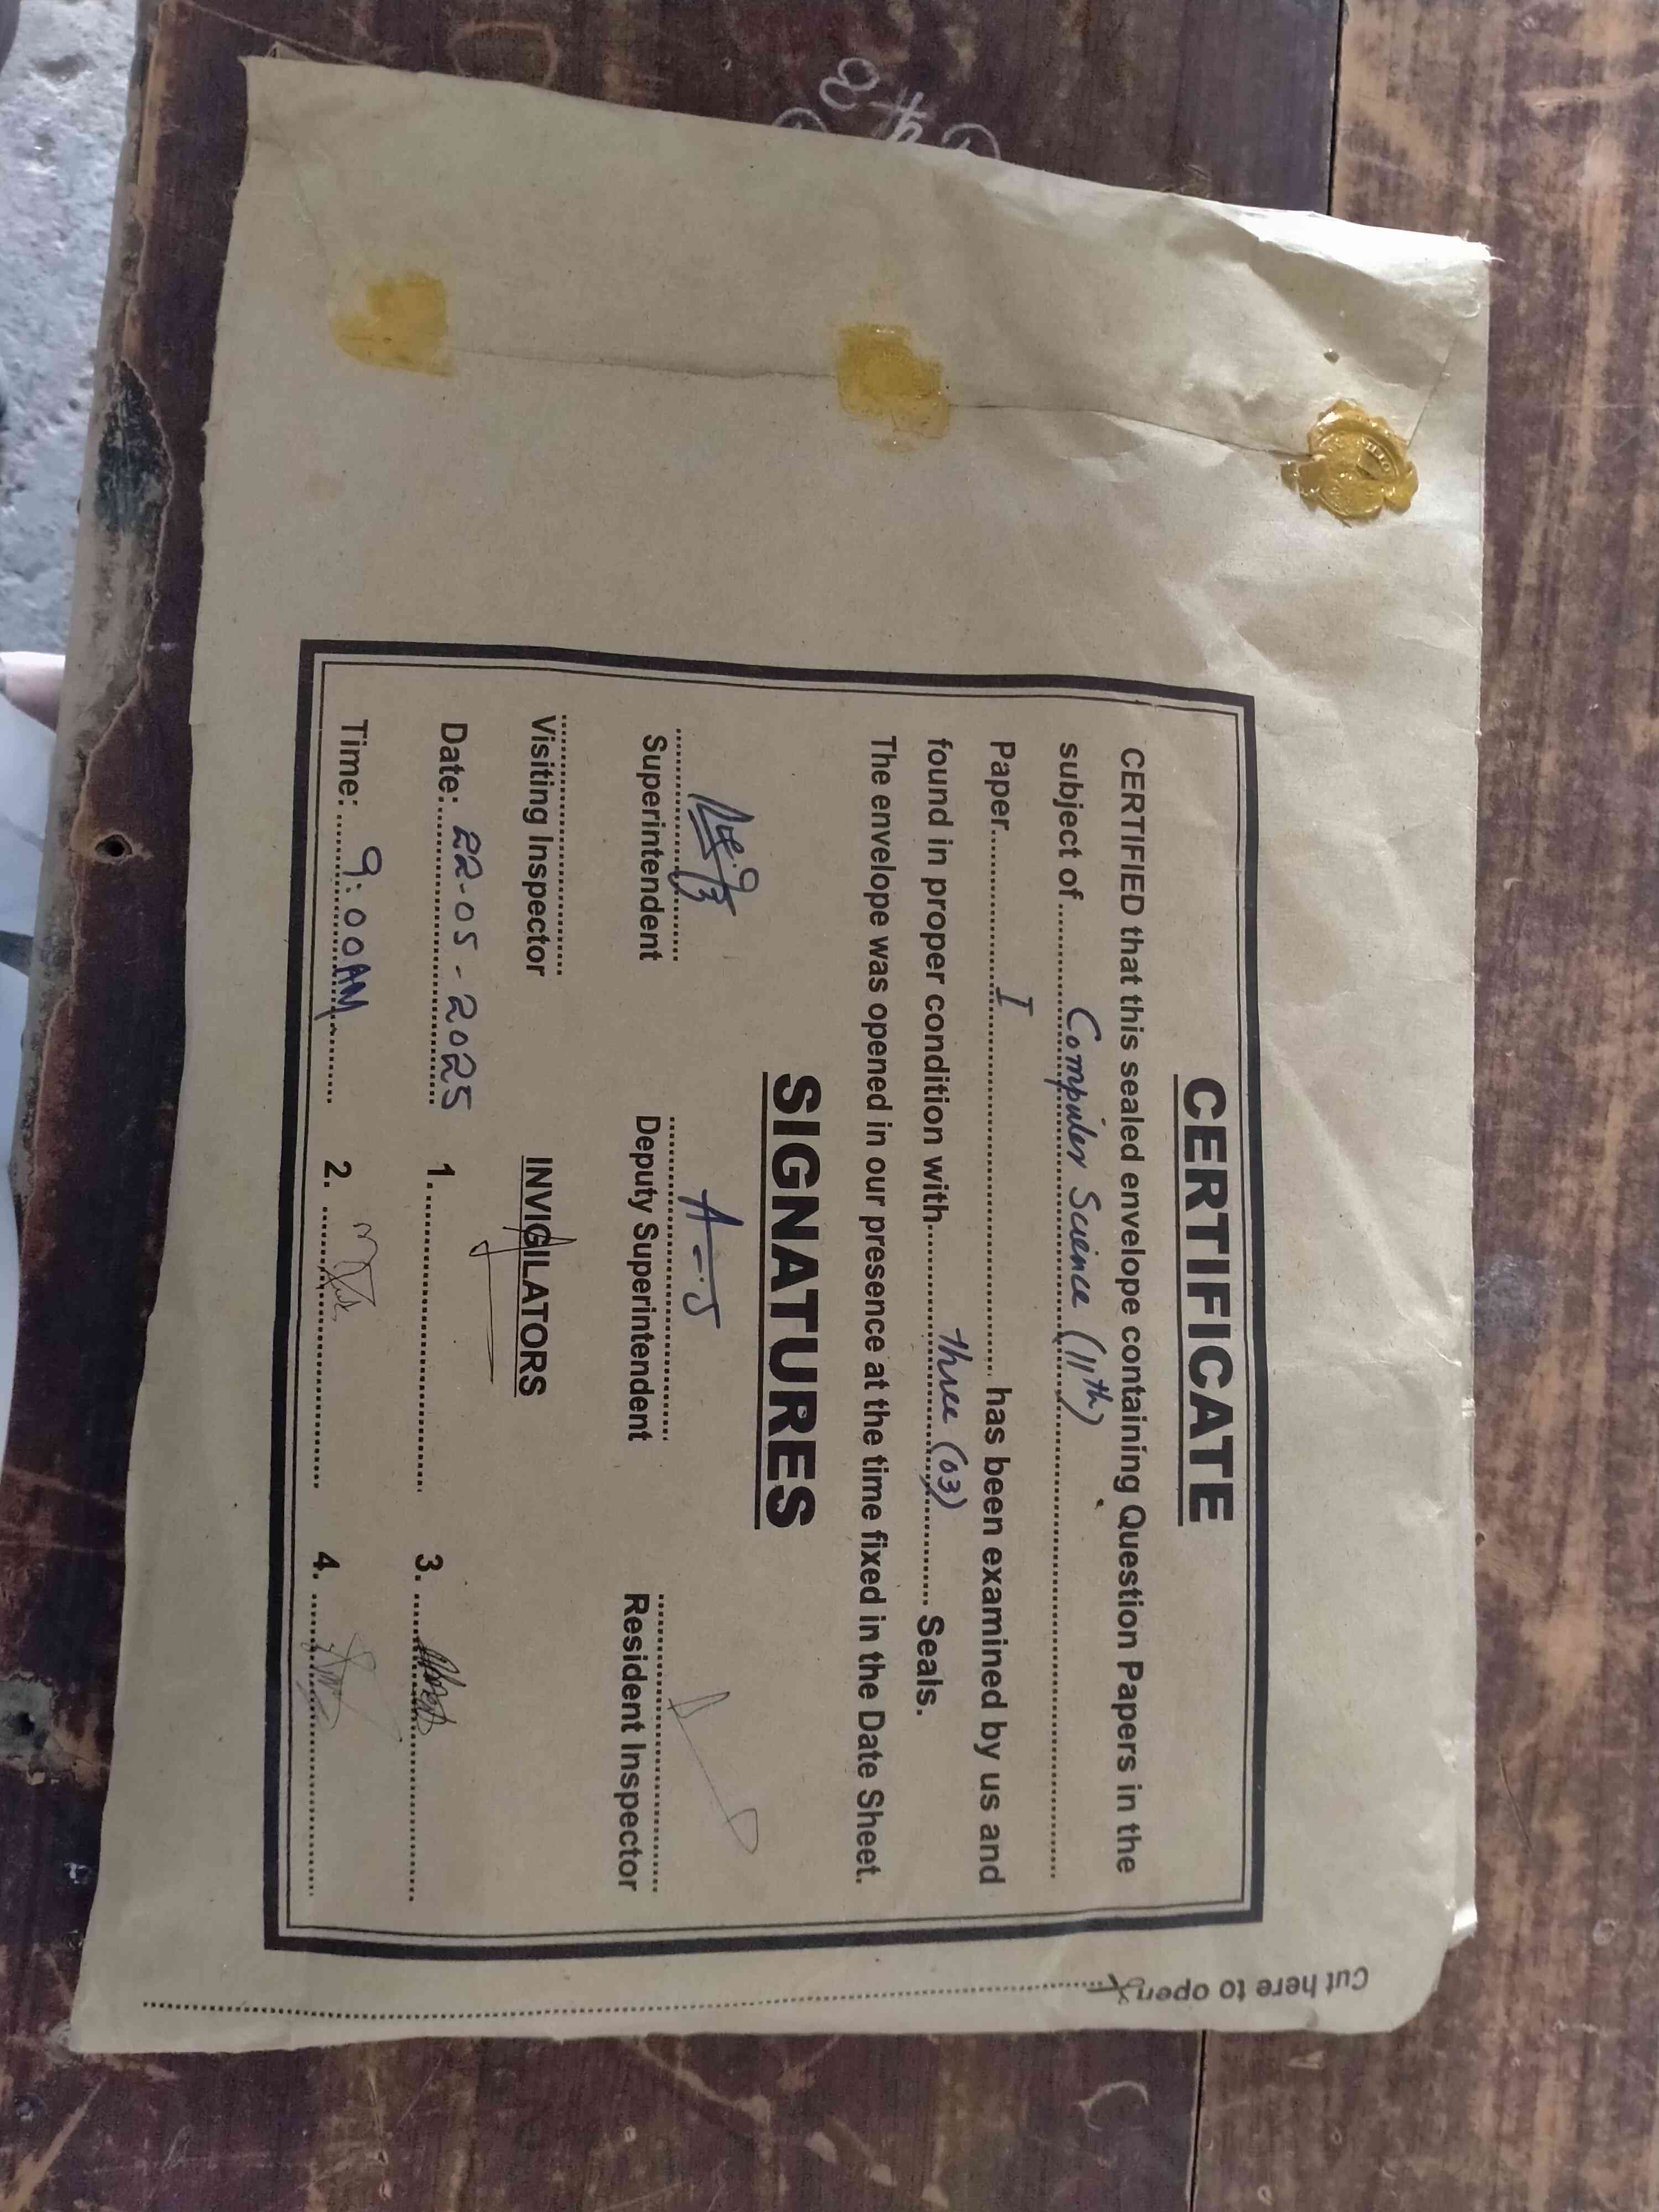 CERTIFICATE
CERTIFIED that this sealed envelope containing Question Papers in the
subject of.......Computer Science (11th)..............................
Paper............I............................ has been examined by us and
found in proper condition with..........three (03)..........Seals.
The envelope was opened in our presence at the time fixed in the Date Sheet.
SIGNATURES
Superintendent Deputy Superintendent Resident Inspector
Visiting Inspector INVIGILATORS
Date:....22-05-2025 1............................ 3. ............................
Time: ....9:00AM.......... 2. ............................ 4. ............................
Cut here to open